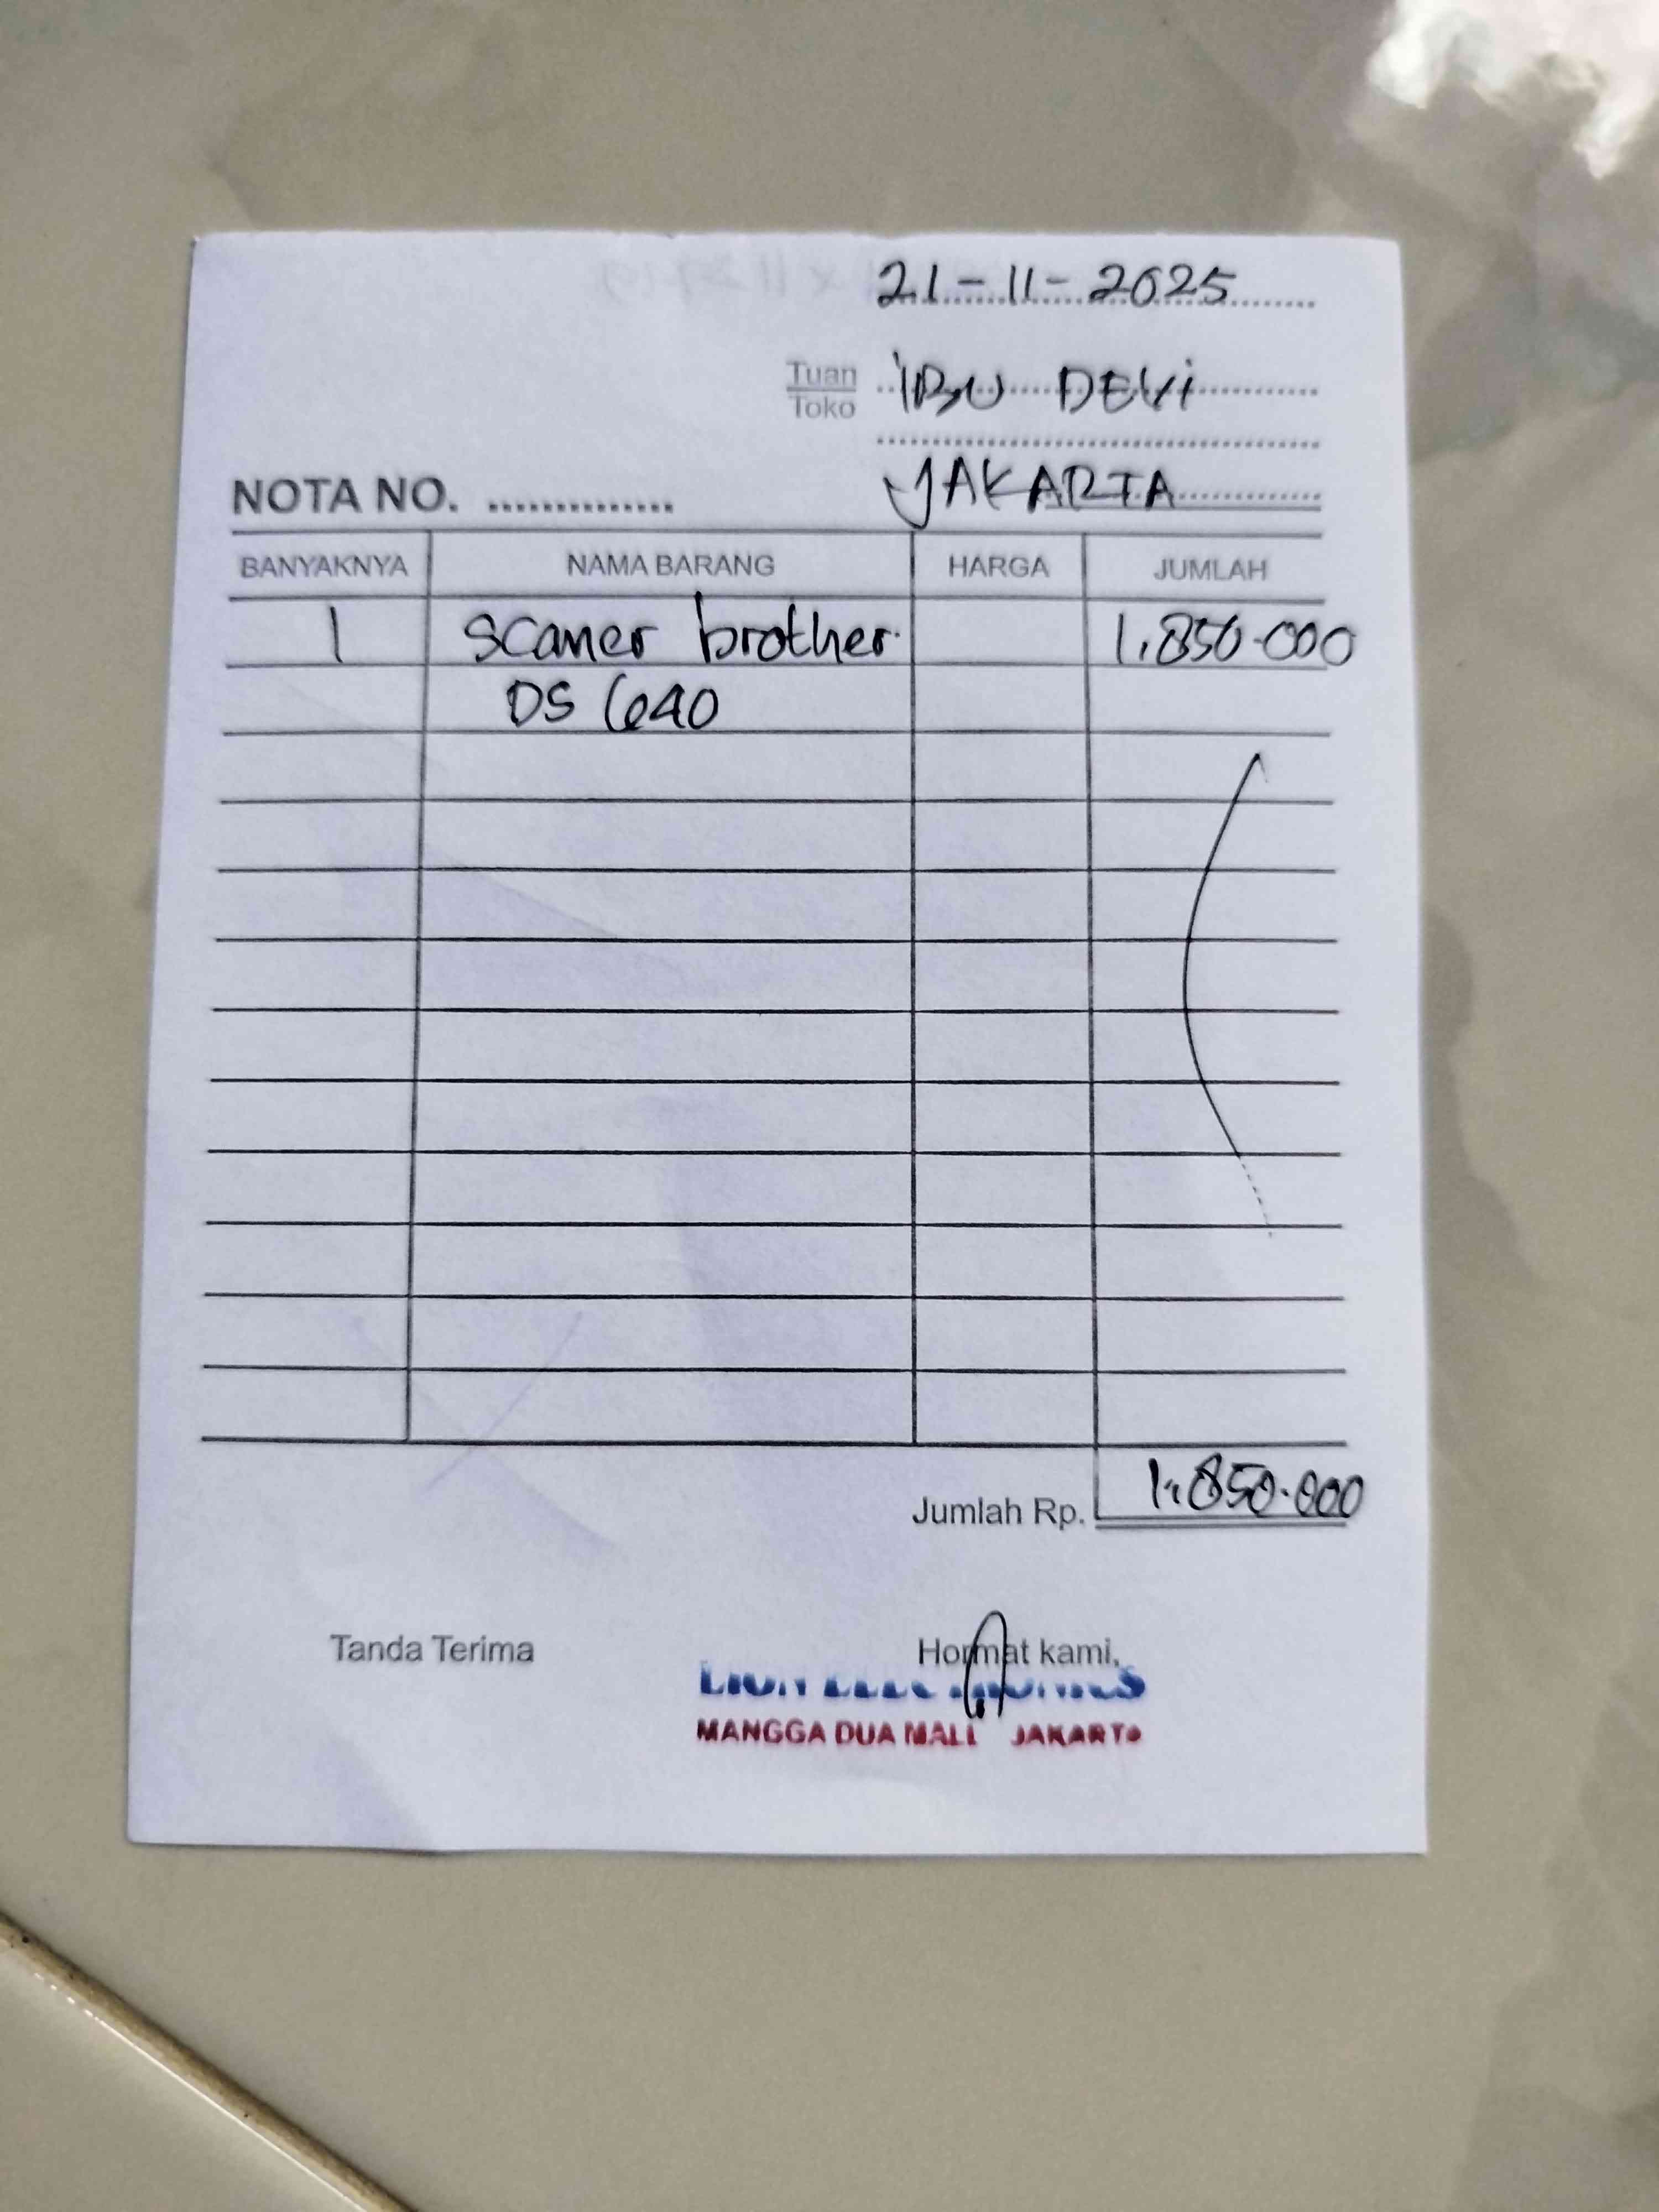 21-11-2025
Tuan IBU DEVi
Toko
NOTA NO. .............. JAKARTA
BANYAKNYA NAMA BARANG HARGA JUMLAH
1 scaner brother 1.850.000
DS 640
Jumlah Rp. 1.850.000
Tanda Terima Hormat kami,
MANGGA DUA MALL JAKARTA